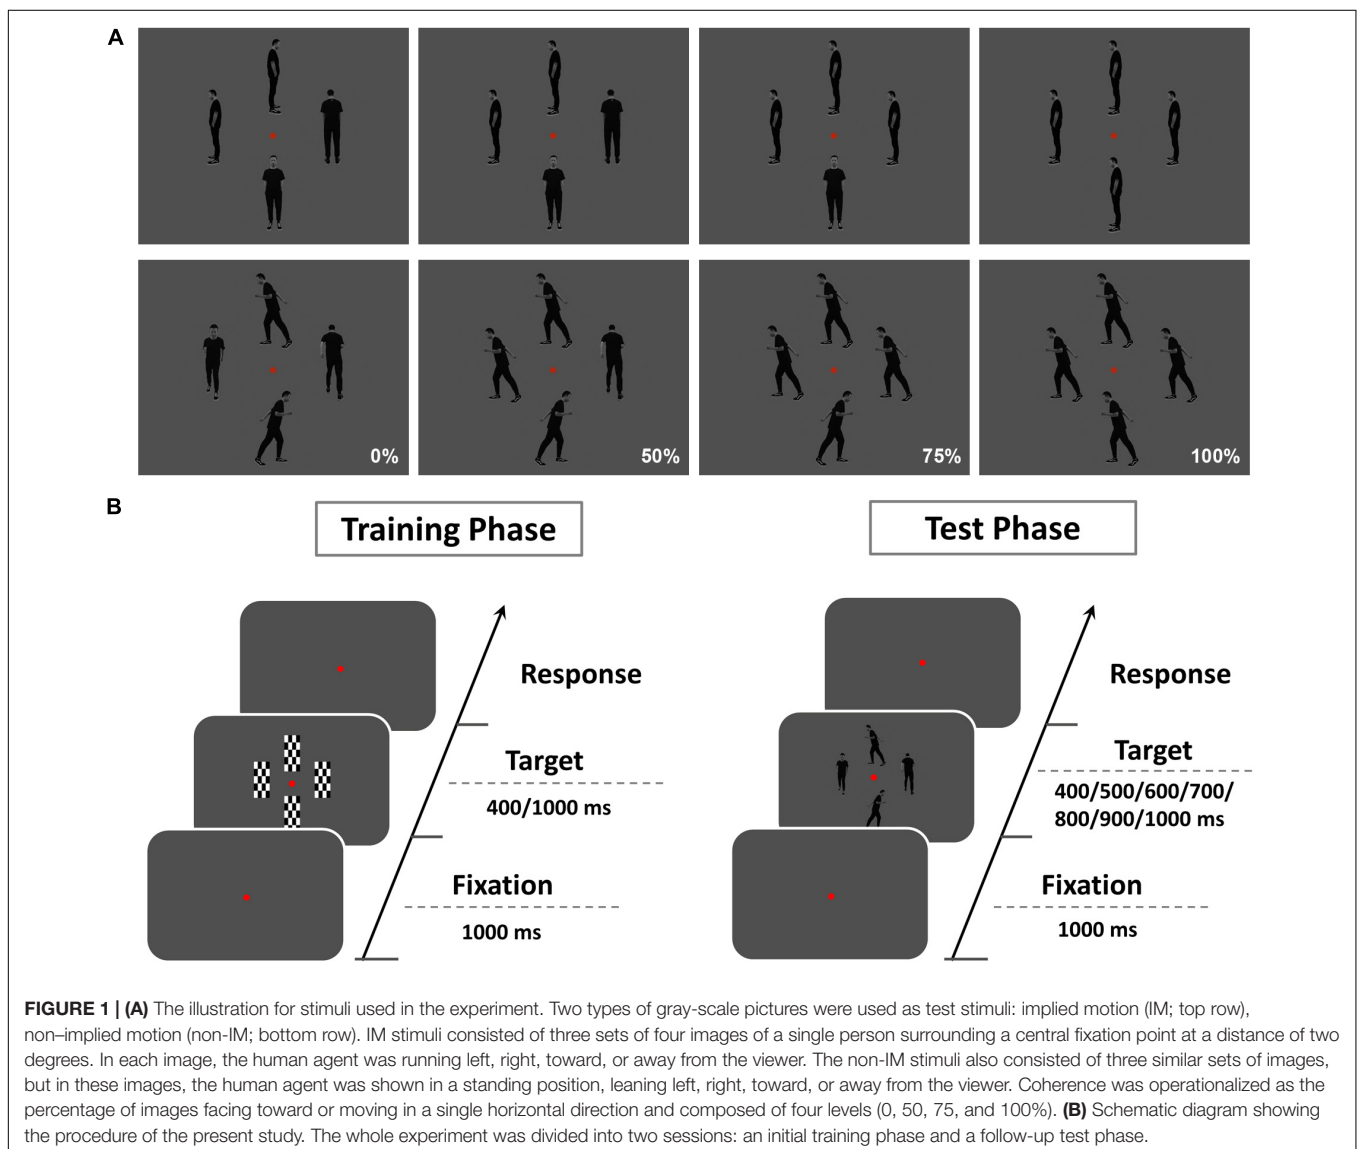 A
0%
50%
75%
100%
B
Training Phase
Test Phase
Response
Target
400/1000 ms
Fixation
1000 ms
Response
Target
400/500/600/700/
800/900/1000 ms
Fixation
1000 ms
FIGURE 1 | (A) The illustration for stimuli used in the experiment. Two types of gray-scale pictures were used as test stimuli: implied motion (IM; top row),
non–implied motion (non-IM; bottom row). IM stimuli consisted of three sets of four images of a single person surrounding a central fixation point at a distance of two
degrees. In each image, the human agent was running left, right, toward, or away from the viewer. The non-IM stimuli also consisted of three similar sets of images,
but in these images, the human agent was shown in a standing position, leaning left, right, toward, or away from the viewer. Coherence was operationalized as the
percentage of images facing toward or moving in a single horizontal direction and composed of four levels (0, 50, 75, and 100%). (B) Schematic diagram showing
the procedure of the present study. The whole experiment was divided into two sessions: an initial training phase and a follow-up test phase.